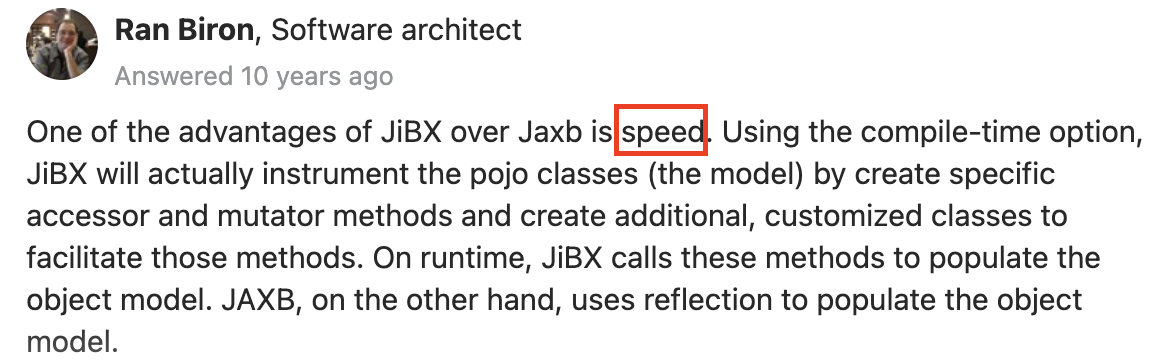 Ran Biron, Software architect
Answered 10 years ago
One of the advantages of JiBX over Jaxb is speed. Using the compile-time option,
JiBX will actually instrument the pojo classes (the model) by create specific
accessor and mutator methods and create additional, customized classes to
facilitate those methods. On runtime, JiBX calls these methods to populate the
object model. JAXB, on the other hand, uses reflection to populate the object
model.